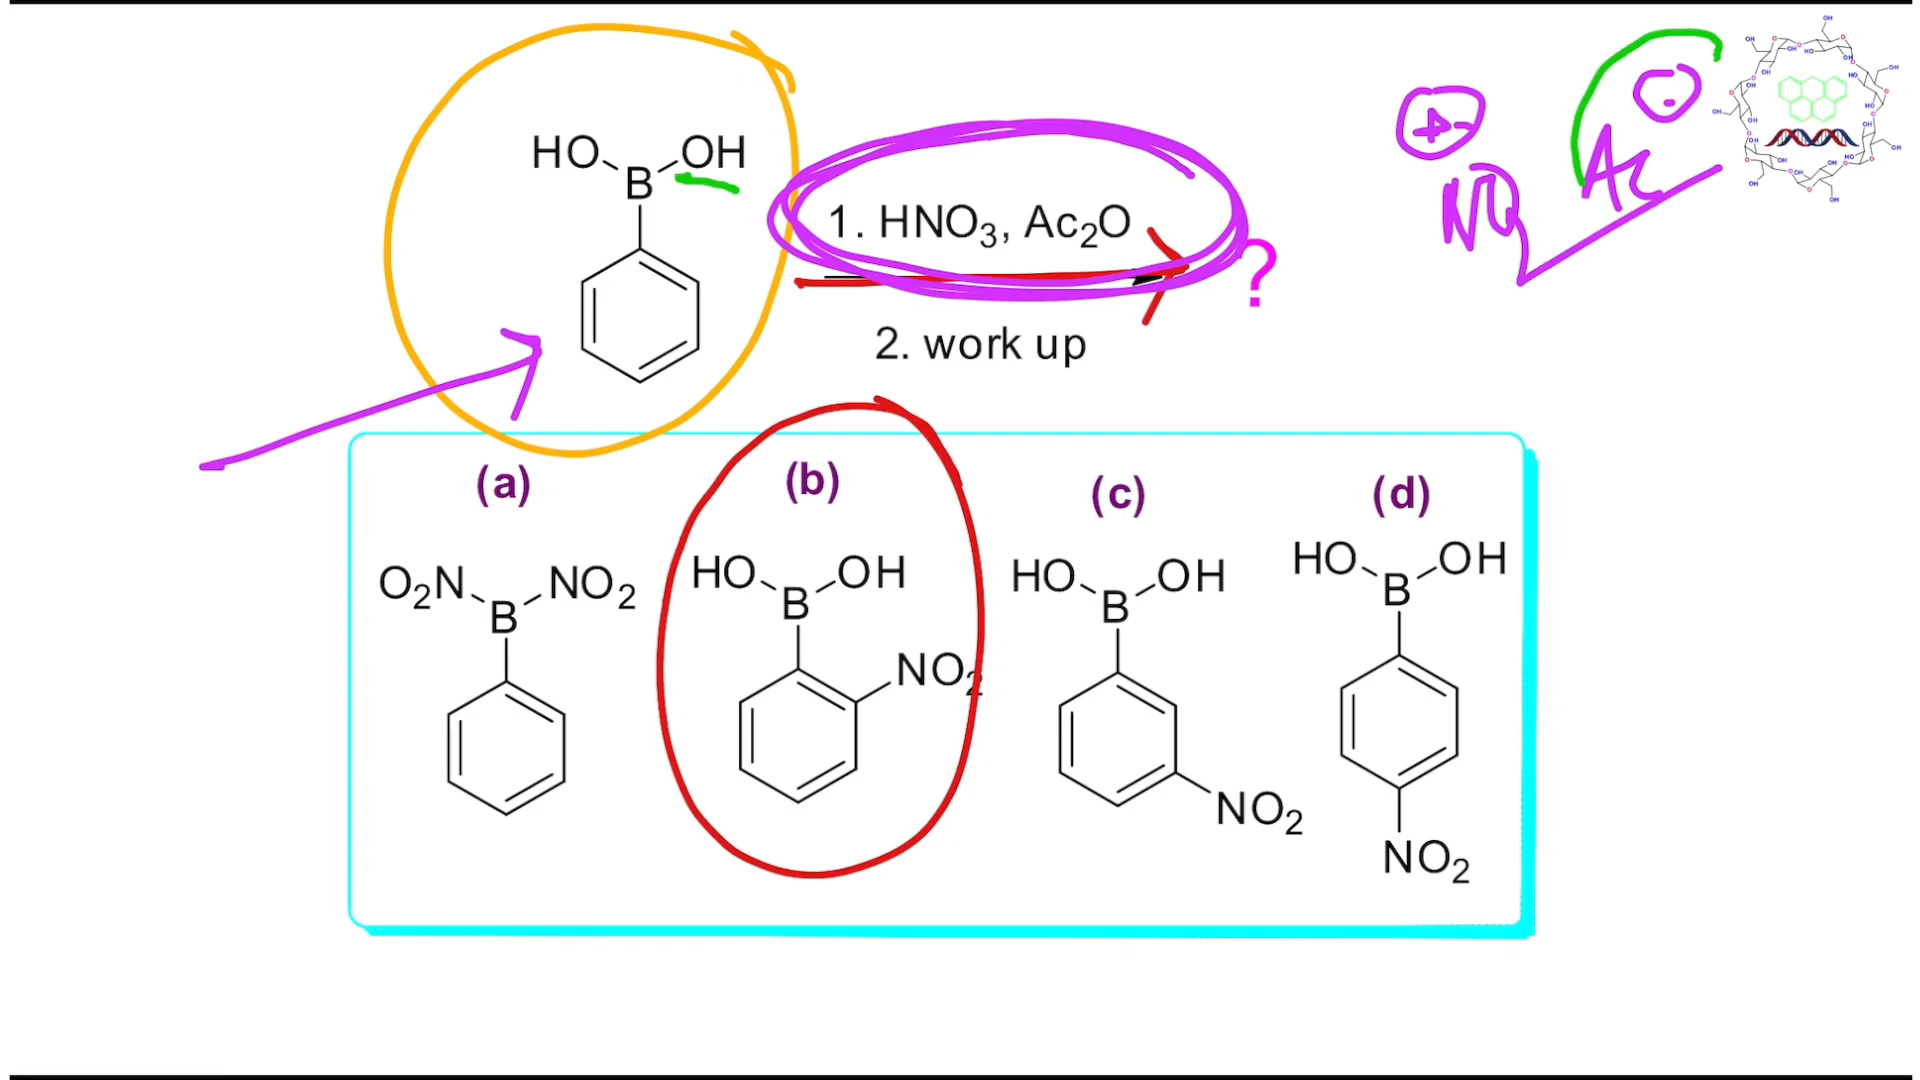 HO OH
B
1. HNO₃, Ac₂O
2. work up
?
+
-
NO₂
Ac
(a) (b) (c) (d)
O₂N NO₂
B
HO OH
B
NO₂
HO OH
B
NO₂
HO OH
B
NO₂